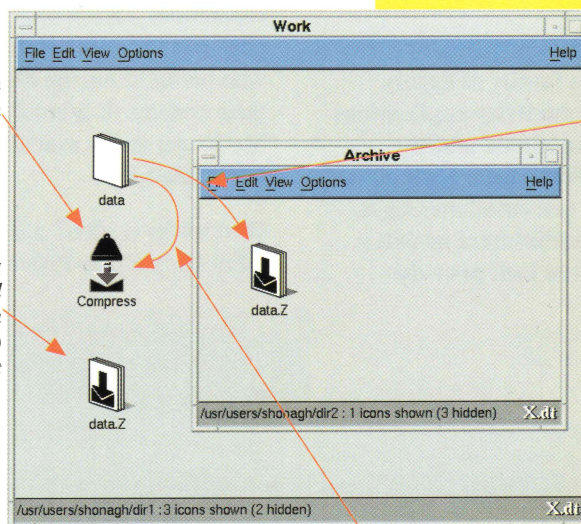 Work
File Edit View Options Help
data
Archive
Edit View Options Help
Compress
data.Z
data.Z
/usr/users/shonagh/dir2 : 1 icons shown (3 hidden) X.dt
/usr/users/shonagh/dir1 :3 icons shown (2 hidden) X.dt